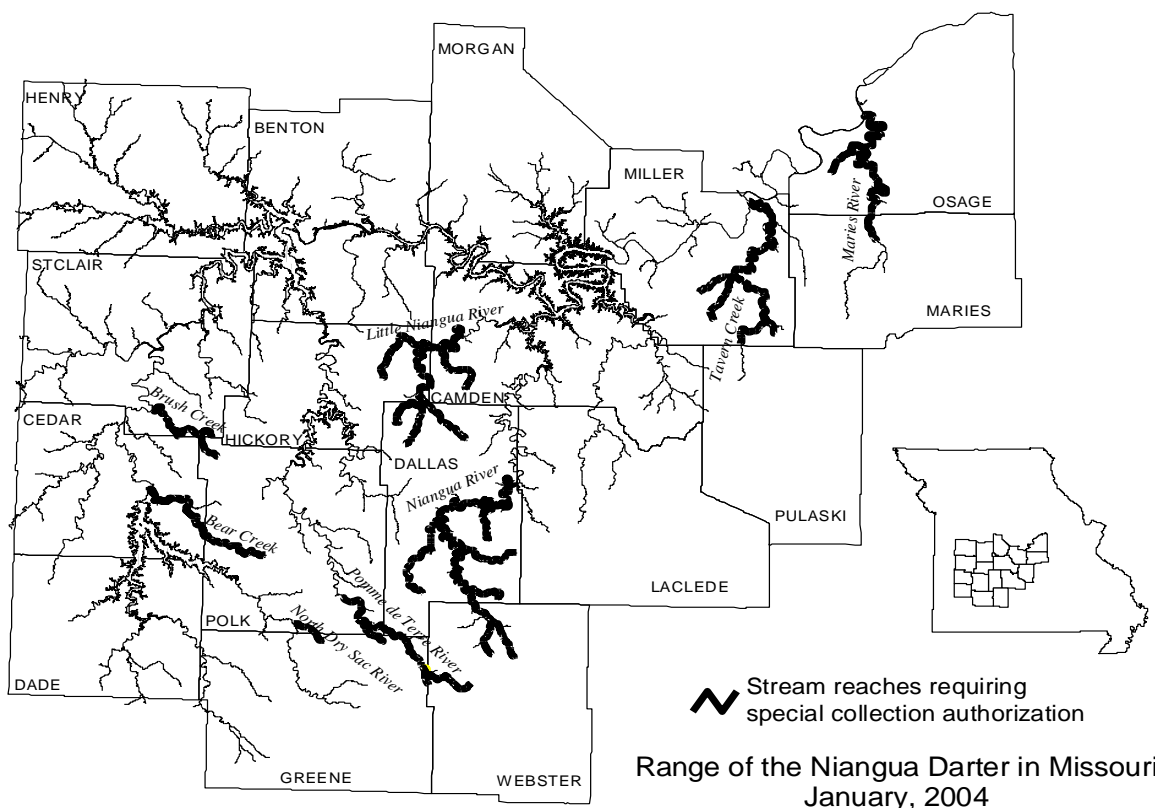 MORGAN
HENRY
BENTON
MILLER
Maries River
OSAGE
STCLAIR
MARIES
Little Niangua River
Tavern Creek
Brush Creek
CAMDEN
CEDAR
HICKORY
DALLAS
Niangua River
PULASKI
Bear Creek
LACLEDE
Pomme de Terre River
POLK
North Dry Sac River
DADE
Stream reaches requiring
special collection authorization
GREENE
WEBSTER
Range of the Niangua Darter in Missouri
January, 2004